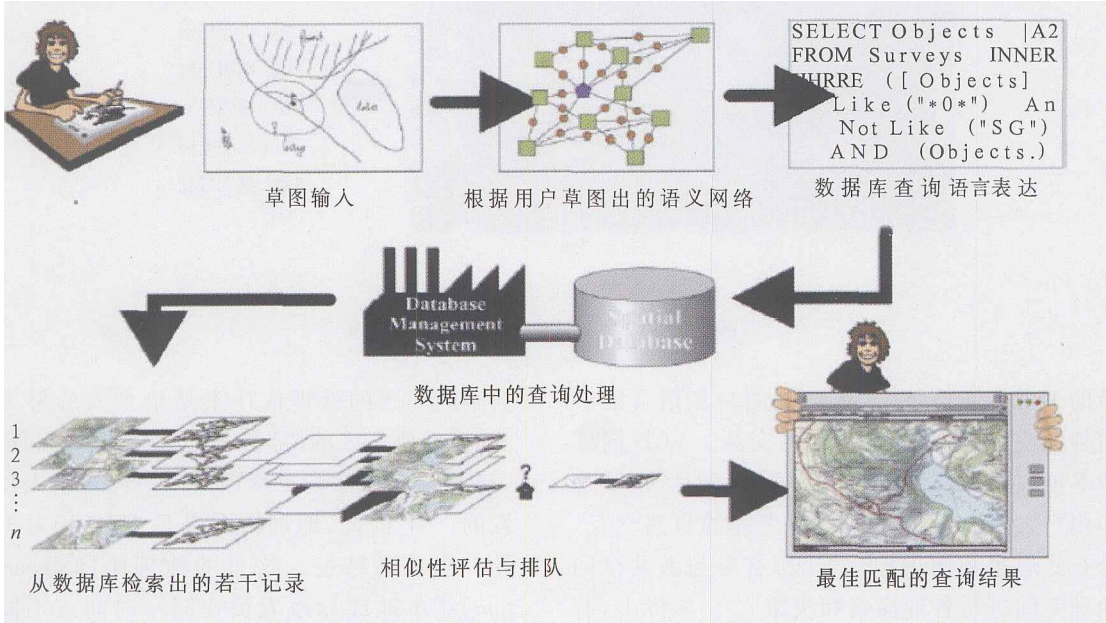 SELECT Objects |A2
FROM Surveys INNER
WHRRE ([Objects]
Like ("*0*") An
Not Like ("SG")
AND (Objects.)
草图输入
根据用户草图出的语义网络
数据库查询语言表达
Database
Management
System
Spatial
Database
数据库中的查询处理
1
2
3
⋮
n
?
从数据库检索出的若干记录
相似性评估与排队
最佳匹配的查询结果